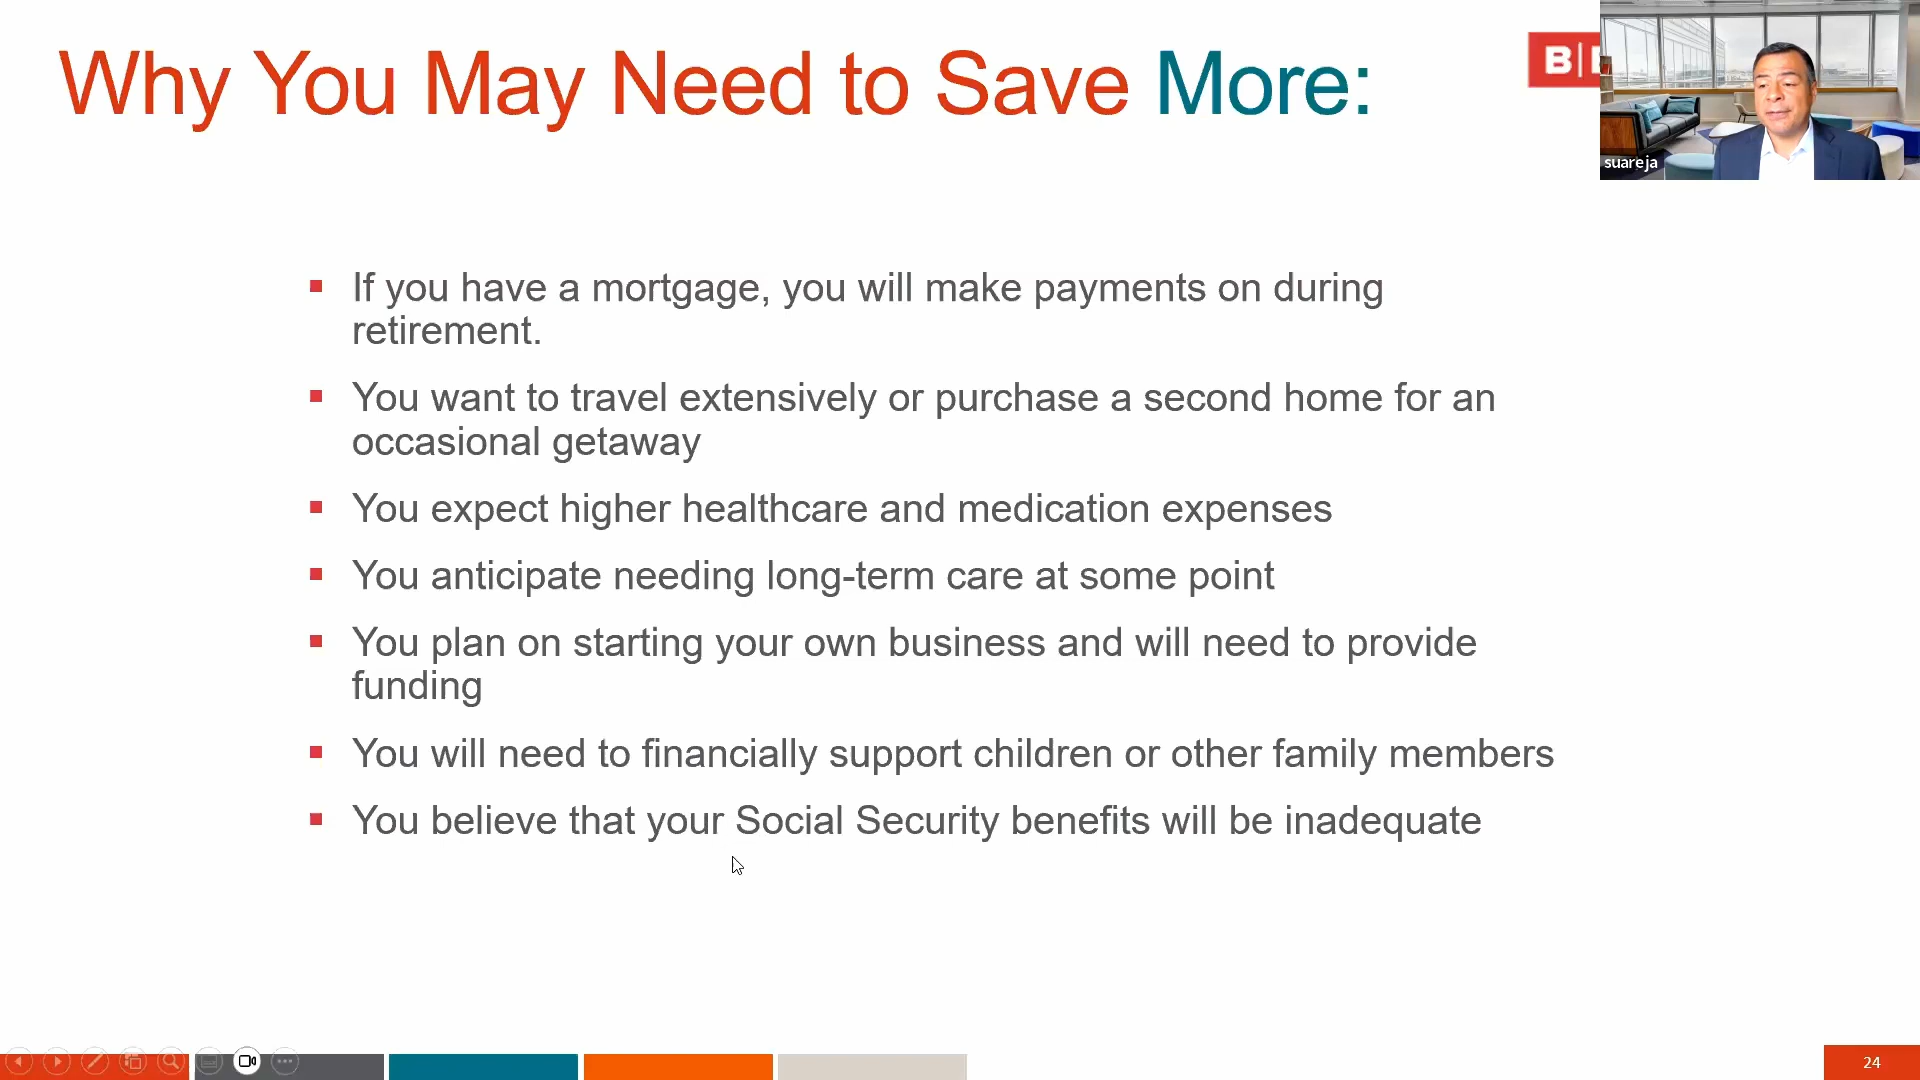 Why You May Need to Save More:
B|
suareja
If you have a mortgage, you will make payments on during
retirement.
You want to travel extensively or purchase a second home for an
occasional getaway
You expect higher healthcare and medication expenses
You anticipate needing long-term care at some point
You plan on starting your own business and will need to provide
funding
You will need to financially support children or other family members
You believe that your Social Security benefits will be inadequate
24